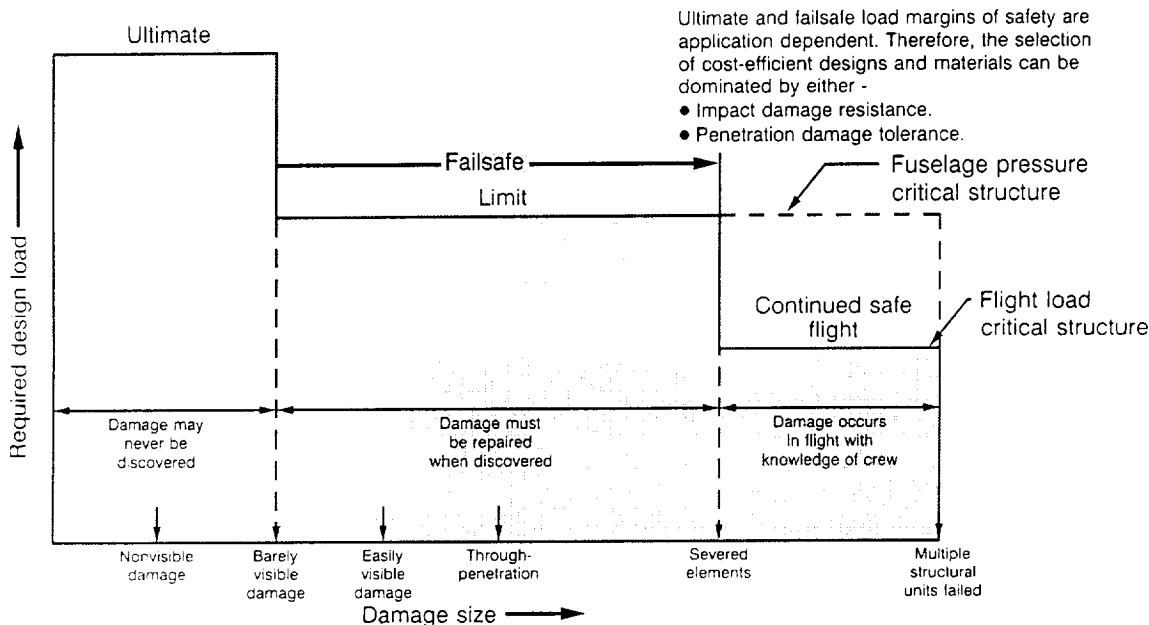 Ultimate
Ultimate and failsafe load margins of safety are
application dependent. Therefore, the selection
of cost-efficient designs and materials can be
dominated by either -
● Impact damage resistance.
● Penetration damage tolerance.
Required design load
Failsafe
Limit
Fuselage pressure
critical structure
Continued safe
flight
Flight load
critical structure
Damage may
never be
discovered
Damage must
be repaired
when discovered
Damage occurs
In flight with
knowledge of crew
Nonvisible
damage
Barely
visible
damage
Easily
visible
damage
Through-
penetration
Severed
elements
Multiple
structural
units failed
Damage size